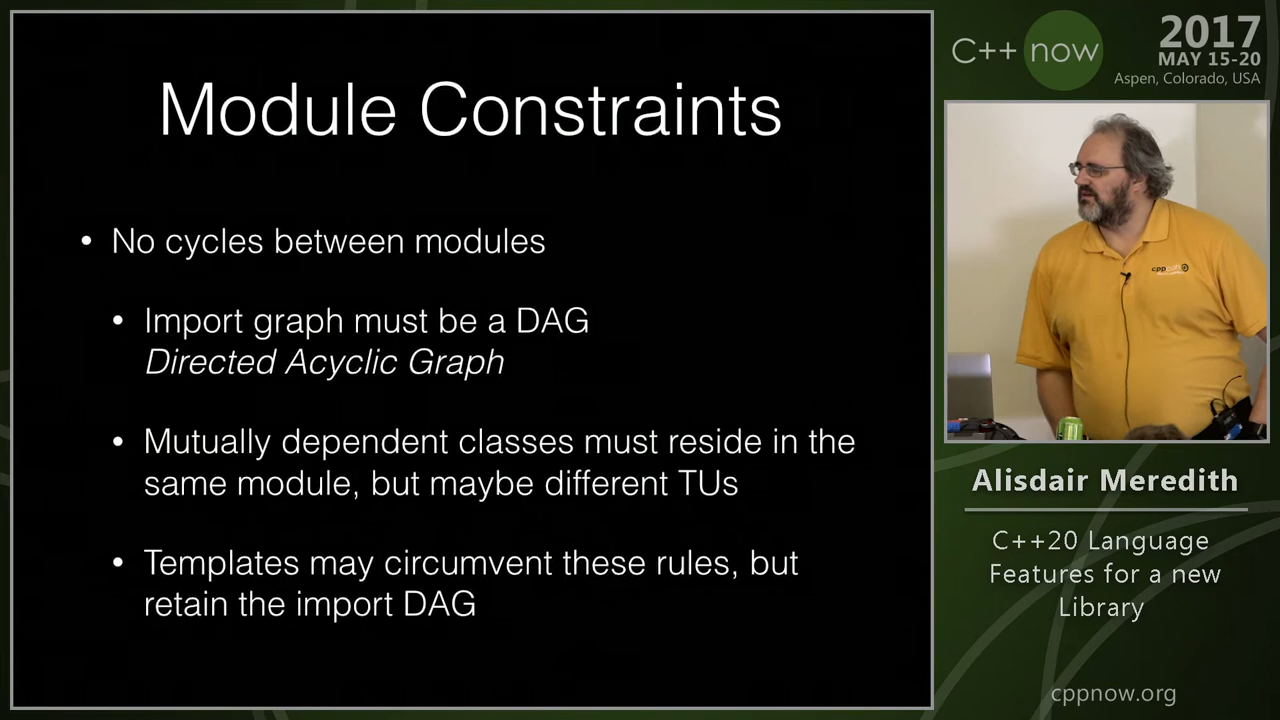 Module Constraints
• No cycles between modules
• Import graph must be a DAG
Directed Acyclic Graph
• Mutually dependent classes must reside in the
same module, but maybe different TUs
• Templates may circumvent these rules, but
retain the import DAG
C++ now
2017
MAY 15-20
Aspen, Colorado, USA
Alisdair Meredith
C++20 Language
Features for a new
Library
cppnow.org